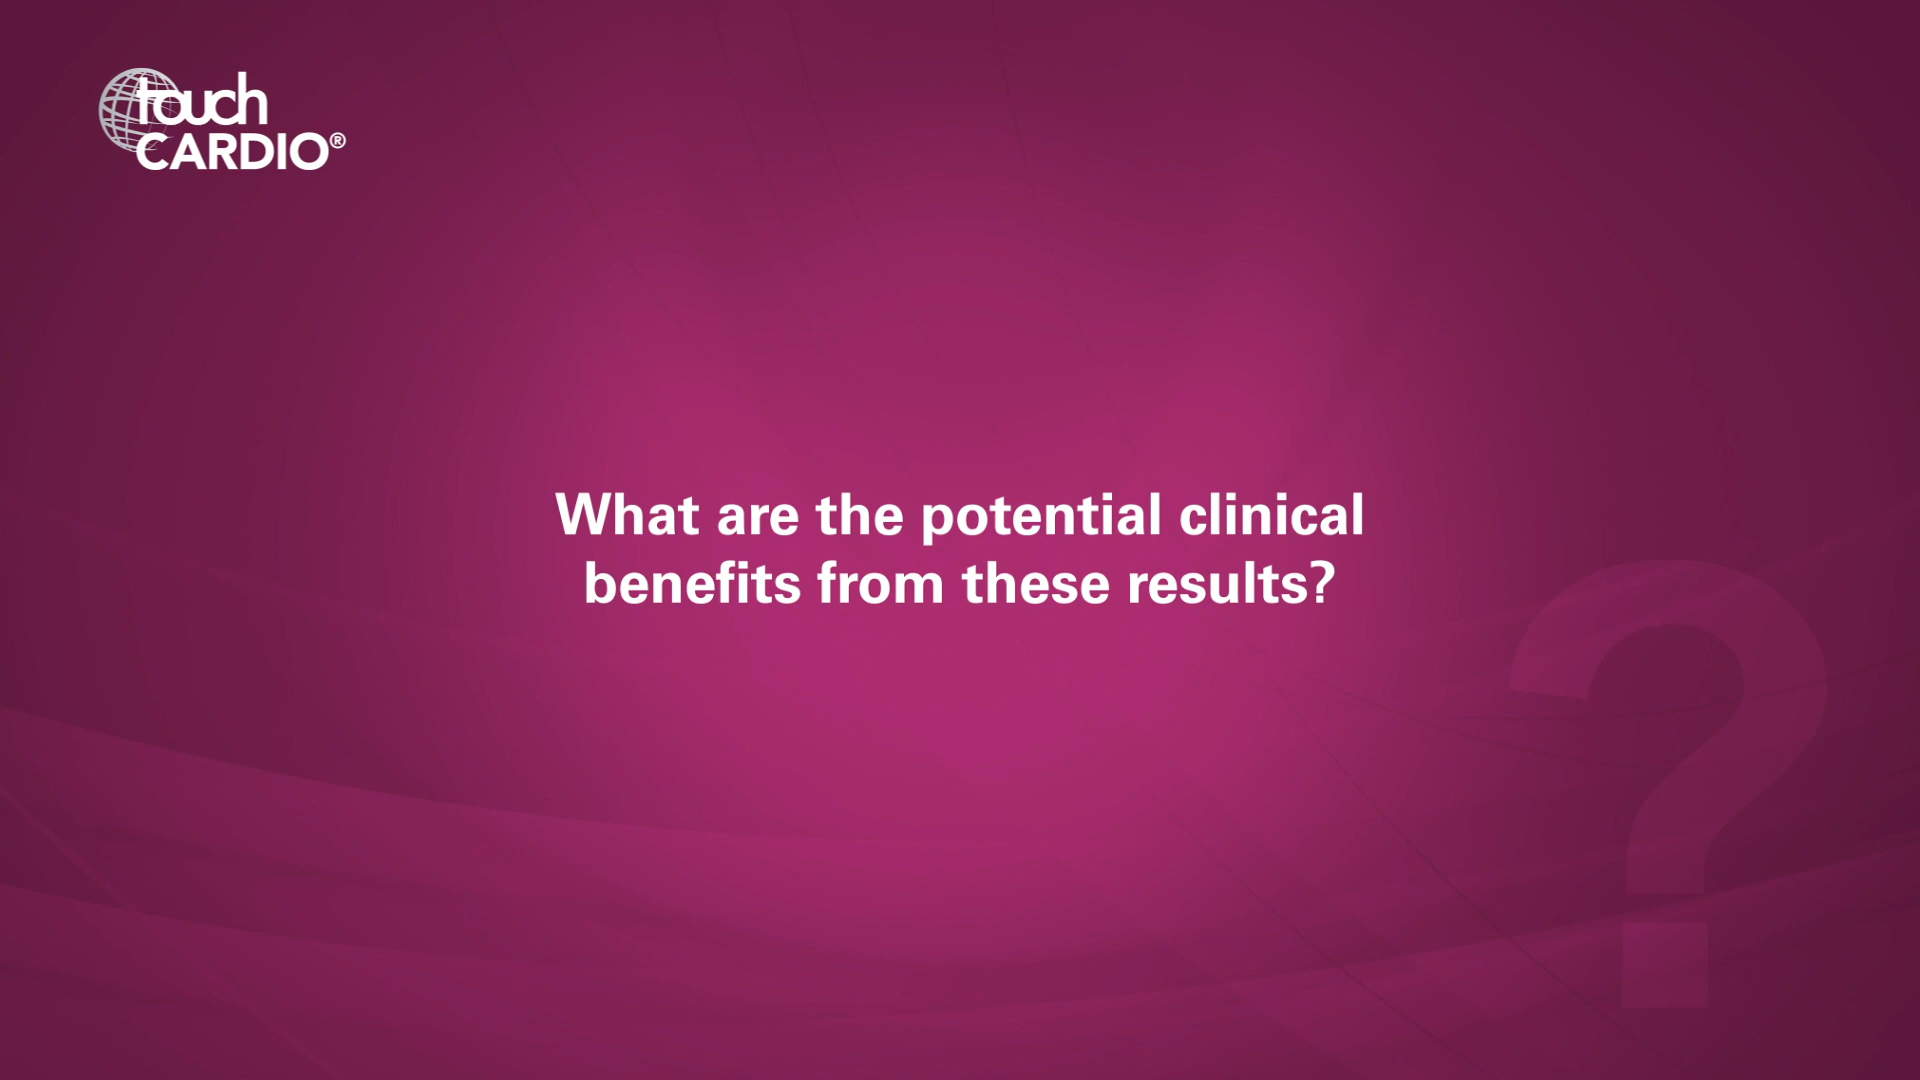 touch
CARDIO®
What are the potential clinical
benefits from these results?